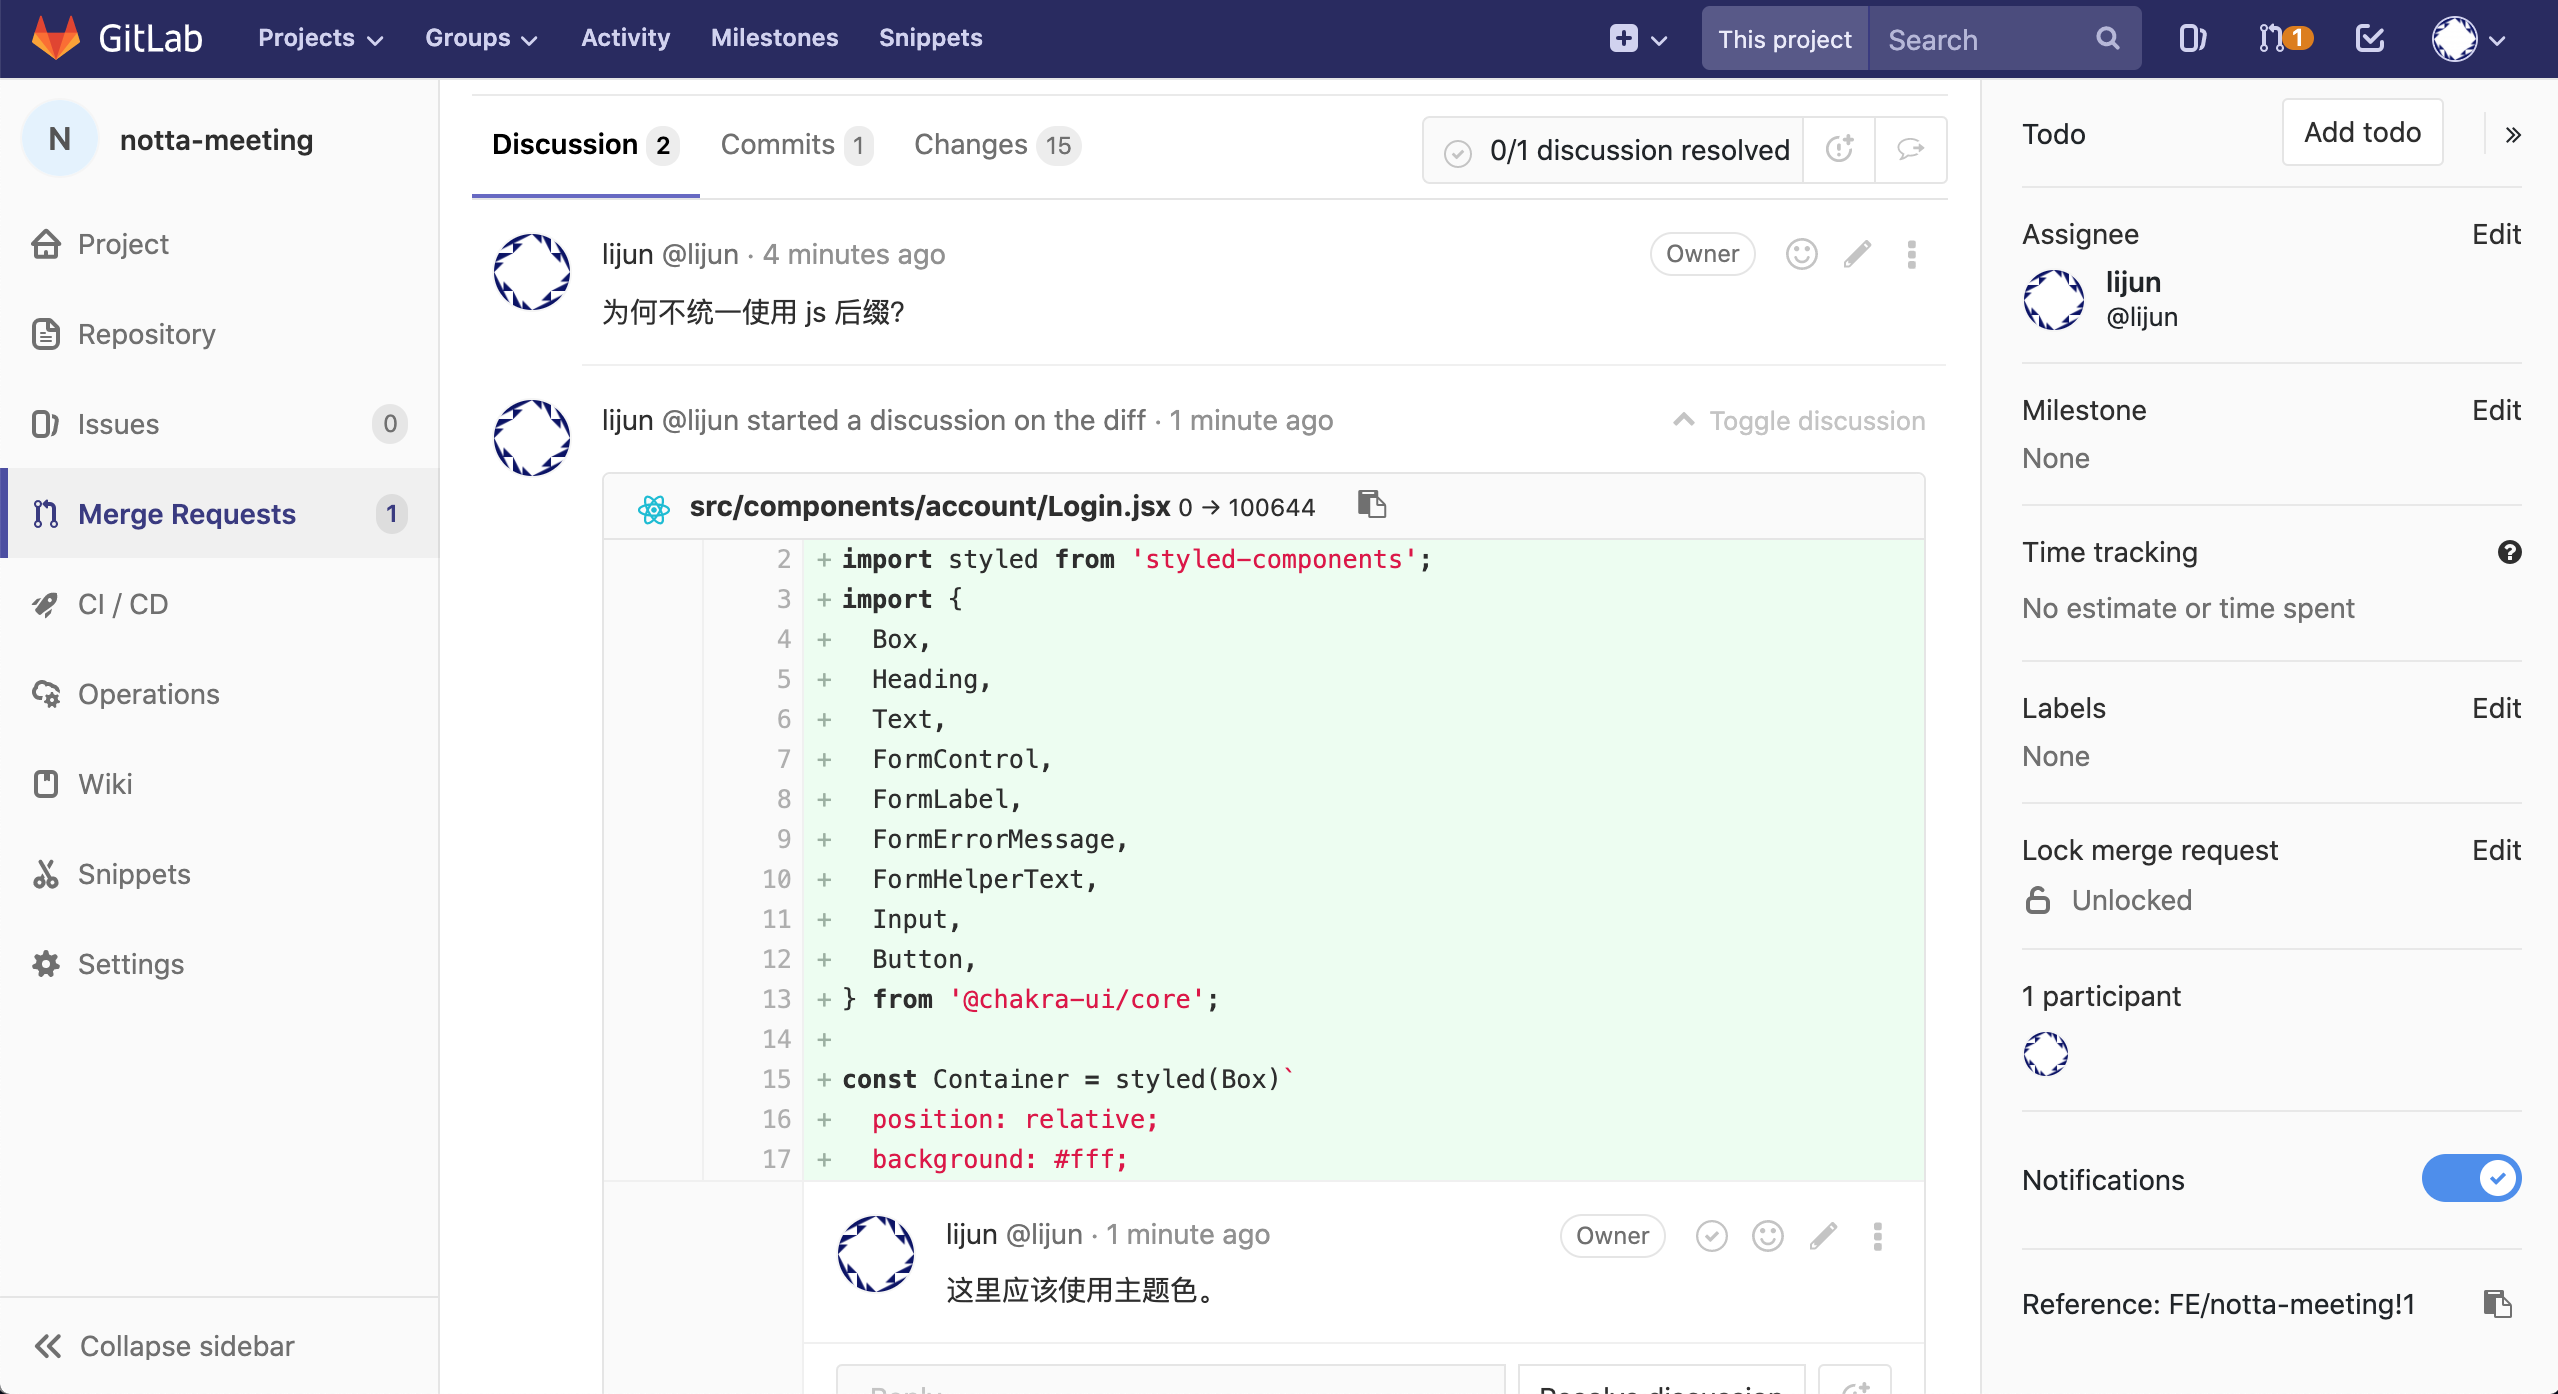 GitLab Projects Groups Activity Milestones Snippets This project Search 1
N notta-meeting
Project
Repository
Issues 0
Merge Requests 1
CI / CD
Operations
Wiki
Snippets
Settings
Collapse sidebar
Discussion 2 Commits 1 Changes 15 0/1 discussion resolved
lijun @lijun · 4 minutes ago Owner
为何不统一使用 js 后缀?
lijun @lijun started a discussion on the diff · 1 minute ago Toggle discussion
src/components/account/Login.jsx 0 → 100644
2 + import styled from 'styled-components';
3 + import {
4 + Box,
5 + Heading,
6 + Text,
7 + FormControl,
8 + FormLabel,
9 + FormErrorMessage,
10 + FormHelperText,
11 + Input,
12 + Button,
13 + } from '@chakra-ui/core';
14 +
15 + const Container = styled(Box)`
16 + position: relative;
17 + background: #fff;
lijun @lijun · 1 minute ago Owner
这里应该使用主题色。
Reply Resolve discussion
Todo Add todo
Assignee Edit
lijun
@lijun
Milestone Edit
None
Time tracking
No estimate or time spent
Labels Edit
None
Lock merge request Edit
Unlocked
1 participant
Notifications
Reference: FE/notta-meeting!1